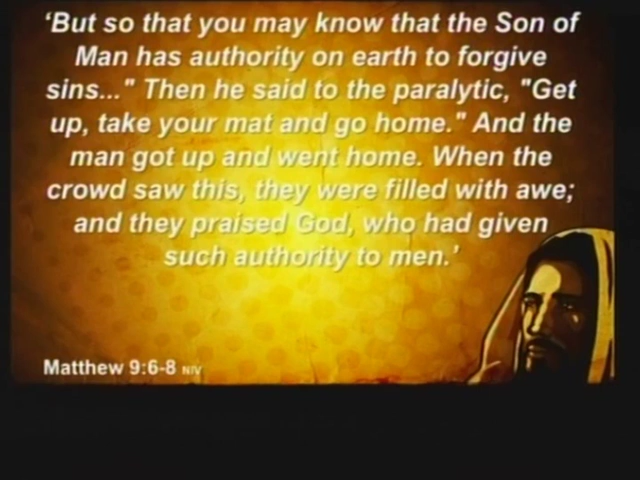 ‘But so that you may know that the Son of
Man has authority on earth to forgive
sins..." Then he said to the paralytic, "Get
up, take your mat and go home." And the
man got up and went home. When the
crowd saw this, they were filled with awe;
and they praised God, who had given
such authority to men.’
Matthew 9:6-8 NIV